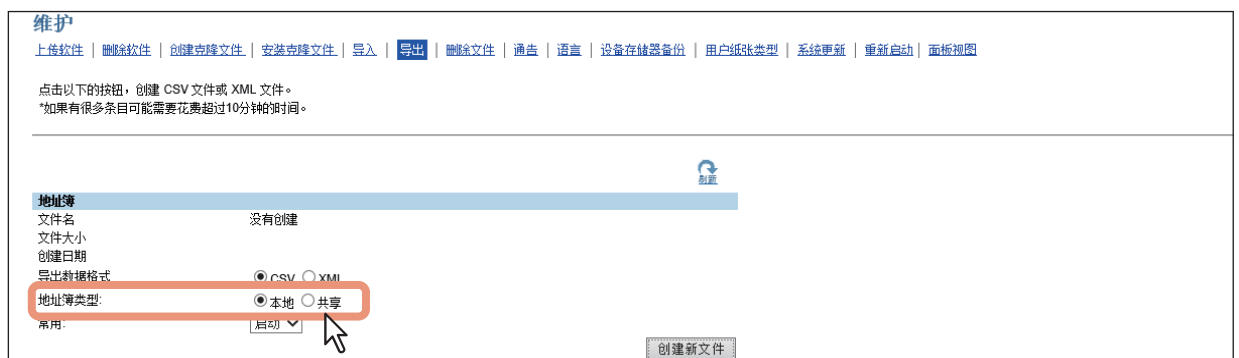 维护
上传软件 | 删除软件 | 创建克隆文件 | 安装克隆文件 | 导入 | 导出 | 删除文件 | 通告 | 语言 | 设备存储器备份 | 用户纸张类型 | 系统更新 | 重新启动 | 面板视图
点击以下的按钮，创建 CSV 文件或 XML 文件。
*如果有很多条目可能需要花费超过10分钟的时间。
刷新
地址簿
文件名 没有创建
文件大小
创建日期
导出数据格式 CSV XML
地址簿类型: 本地 共享
常用: 启动
创建新文件